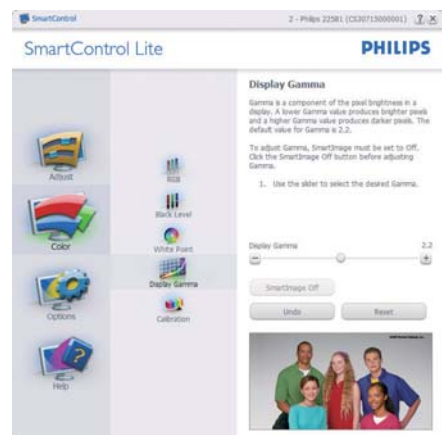 SmartControl
2 - Philips 225B1 (CS30715000001)
? X
SmartControl Lite
PHILIPS
Adjust
Color
Options
Help
RGB
Black Level
White Point
Display Gamma
Calibration
Display Gamma
Gamma is a component of the pixel brightness in a
display. A lower Gamma value produces brighter pixels
and a higher Gamma value produces darker pixels. The
default value for Gamma is 2.2.
To adjust Gamma, SmartImage must be set to Off.
Click the SmartImage Off button before adjusting
Gamma.
1. Use the slider to select the desired Gamma.
Display Gamma
2.2
SmartImage Off
Undo
Reset